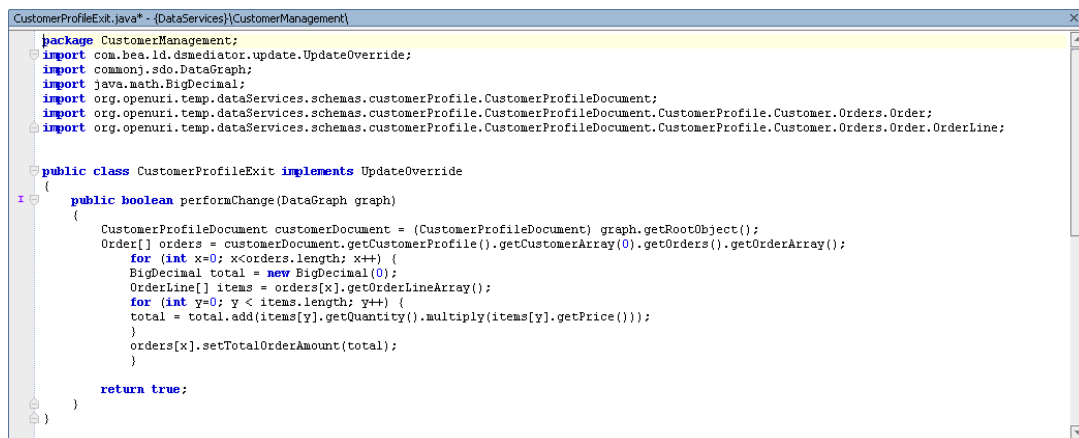 CustomerProfileExit.java* - {DataServices}\CustomerManagement\
package CustomerManagement;
import com.bea.ld.dsmediator.update.UpdateOverride;
import commonj.sdo.DataGraph;
import java.math.BigDecimal;
import org.openuri.temp.dataServices.schemas.customerProfile.CustomerProfileDocument;
import org.openuri.temp.dataServices.schemas.customerProfile.CustomerProfileDocument.CustomerProfile.Customer.Orders.Order;
import org.openuri.temp.dataServices.schemas.customerProfile.CustomerProfileDocument.CustomerProfile.Customer.Orders.Order.OrderLine;
public class CustomerProfileExit implements UpdateOverride
{
public boolean performChange(DataGraph graph)
{
CustomerProfileDocument customerDocument = (CustomerProfileDocument) graph.getRootObject();
Order[] orders = customerDocument.getCustomerProfile().getCustomerArray(0).getOrders().getOrderArray();
for (int x=0; x<orders.length; x++) {
BigDecimal total = new BigDecimal(0);
OrderLine[] items = orders[x].getOrderLineArray();
for (int y=0; y < items.length; y++) {
total = total.add(items[y].getQuantity().multiply(items[y].getPrice()));
}
orders[x].setTotalOrderAmount(total);
}
return true;
}
}